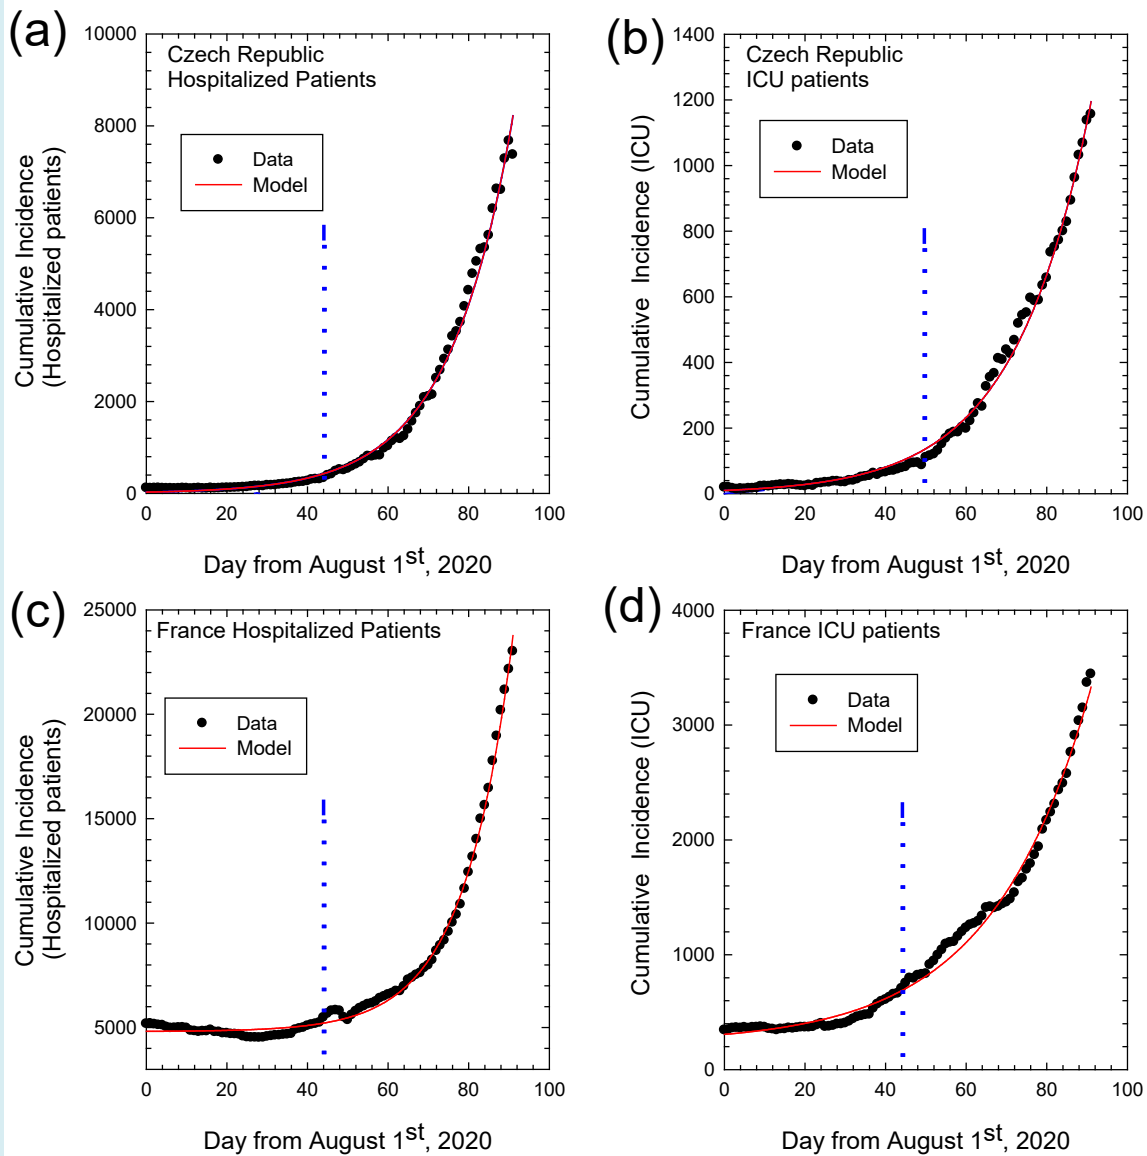 (a)
Czech Republic
Hospitalized Patients
Data
Model
Cumulative Incidence
(Hospitalized patients)
10000
8000
6000
4000
2000
0
0 20 40 60 80 100
Day from August 1st, 2020
(b)
Czech Republic
ICU patients
Data
Model
Cumulative Incidence (ICU)
1400
1200
1000
800
600
400
200
0
0 20 40 60 80 100
Day from August 1st, 2020
(c)
France Hospitalized Patients
Data
Model
Cumulative Incidence
(Hospitalized patients)
25000
20000
15000
10000
5000
0 20 40 60 80 100
Day from August 1st, 2020
(d)
France ICU patients
Data
Model
Cumulative Incidence (ICU)
4000
3000
2000
1000
0
0 20 40 60 80 100
Day from August 1st, 2020